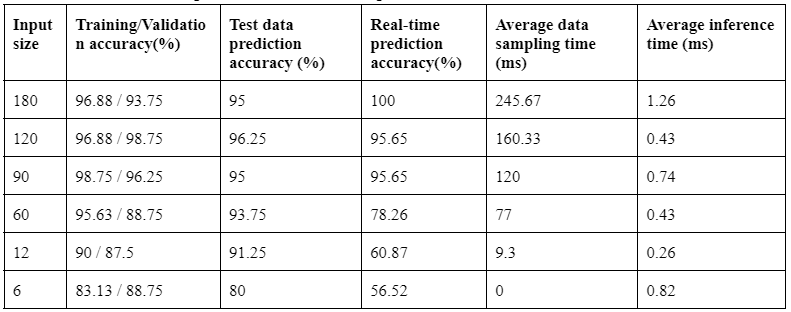 Input size | Training/Validatio n accuracy(%) | Test data prediction accuracy (%) | Real-time prediction accuracy(%) | Average data sampling time (ms) | Average inference time (ms)
180 | 96.88 / 93.75 | 95 | 100 | 245.67 | 1.26
120 | 96.88 / 98.75 | 96.25 | 95.65 | 160.33 | 0.43
90 | 98.75 / 96.25 | 95 | 95.65 | 120 | 0.74
60 | 95.63 / 88.75 | 93.75 | 78.26 | 77 | 0.43
12 | 90 / 87.5 | 91.25 | 60.87 | 9.3 | 0.26
6 | 83.13 / 88.75 | 80 | 56.52 | 0 | 0.82